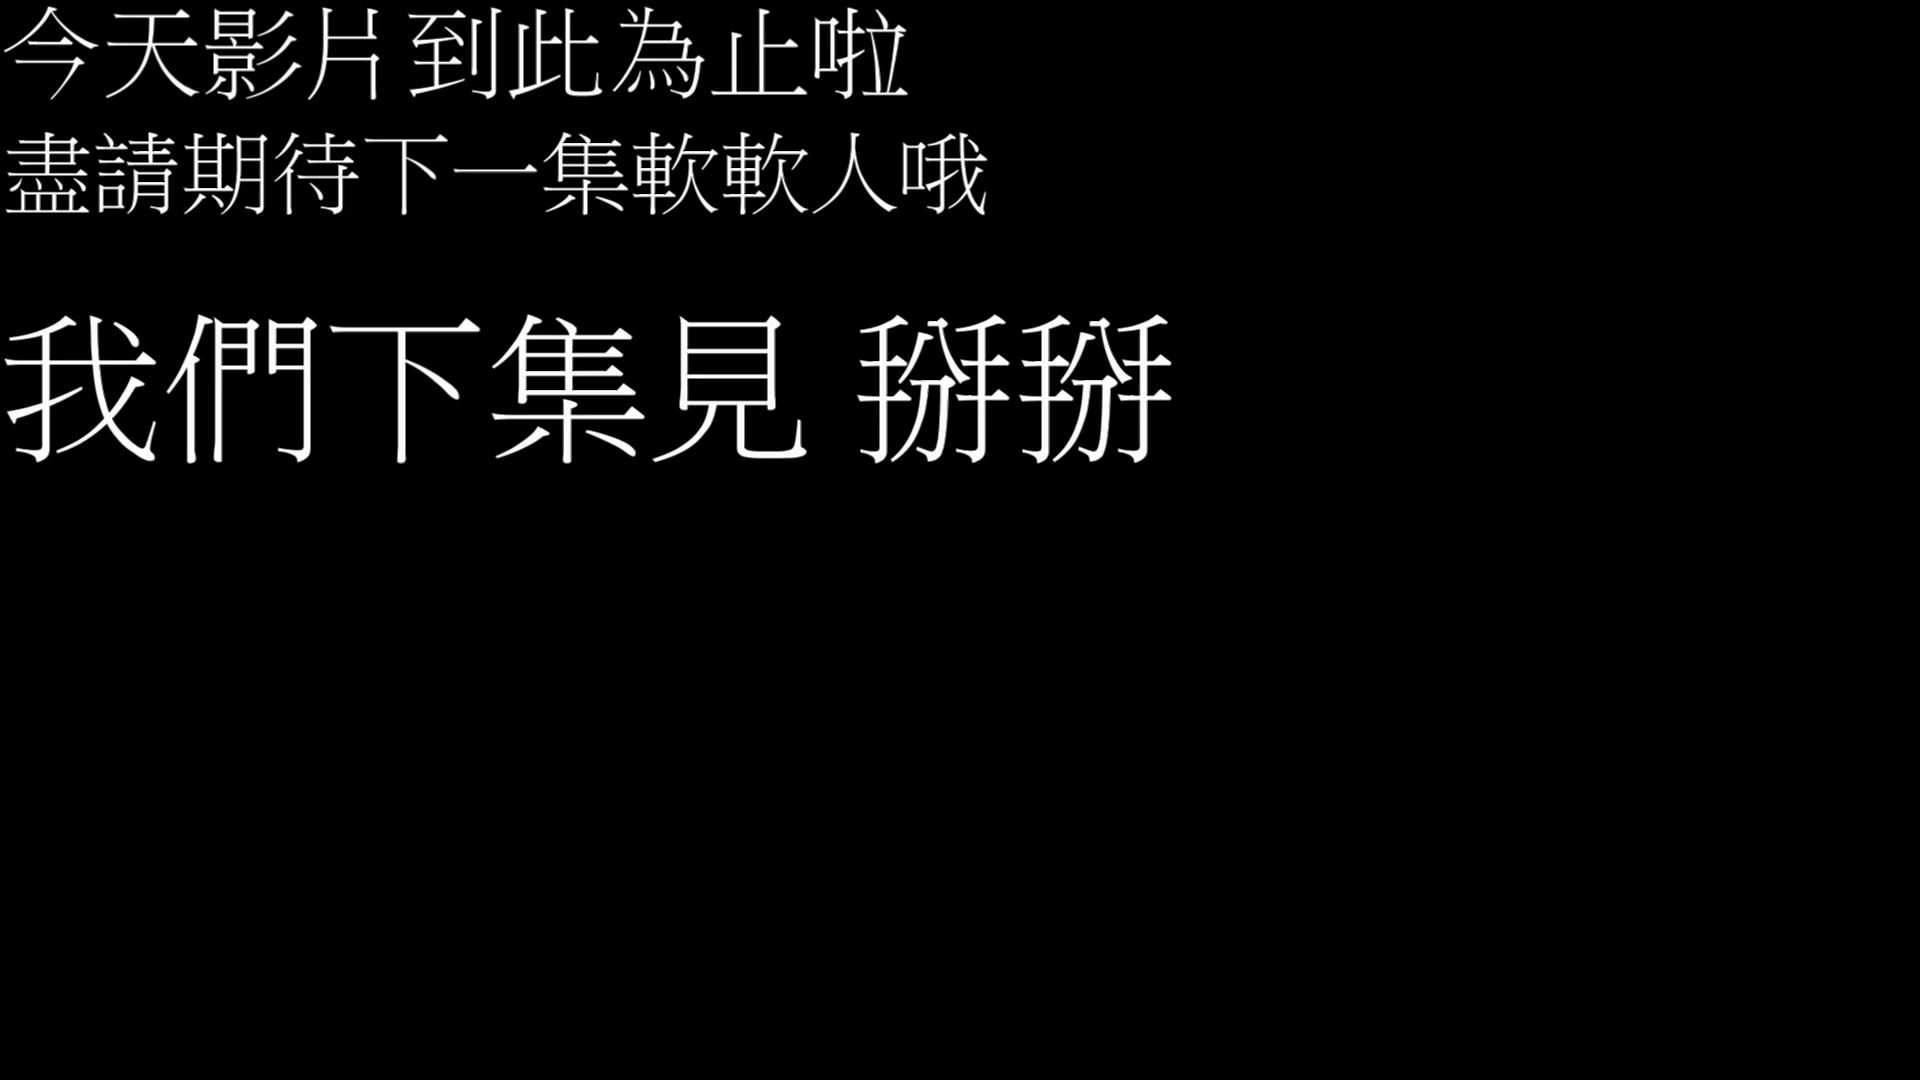 今天影片到此為止啦
盡請期待下一集軟軟人哦
我們下集見 掰掰